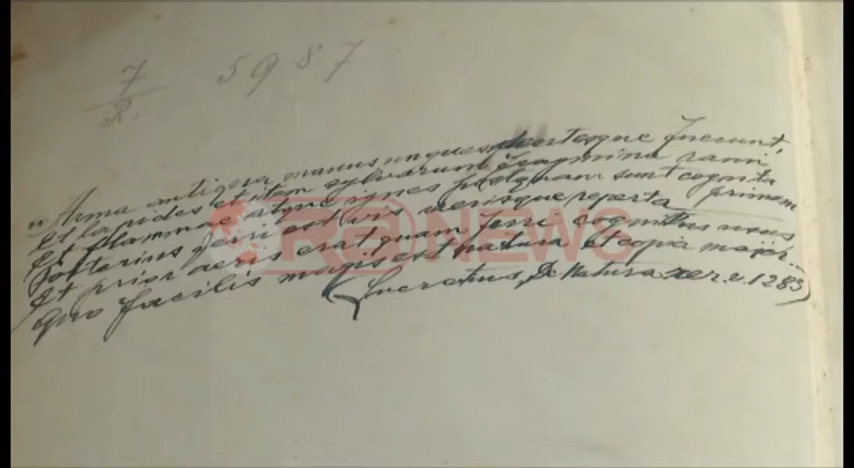 7 5987
R.
"Arma antiqua manus ungues dentesque fuerunt,
Et lapides et item sylvarum fragmina rami
Et flammae atque ignes postquam sunt cognita primum
Posterius ferri est vis aerisque reperta
Et prior aeris erat quam ferri cognitus usus
Quo facilis magis est natura et copia major."
(Lucretius, De Natura rer. v. 1283)
R@NEWS